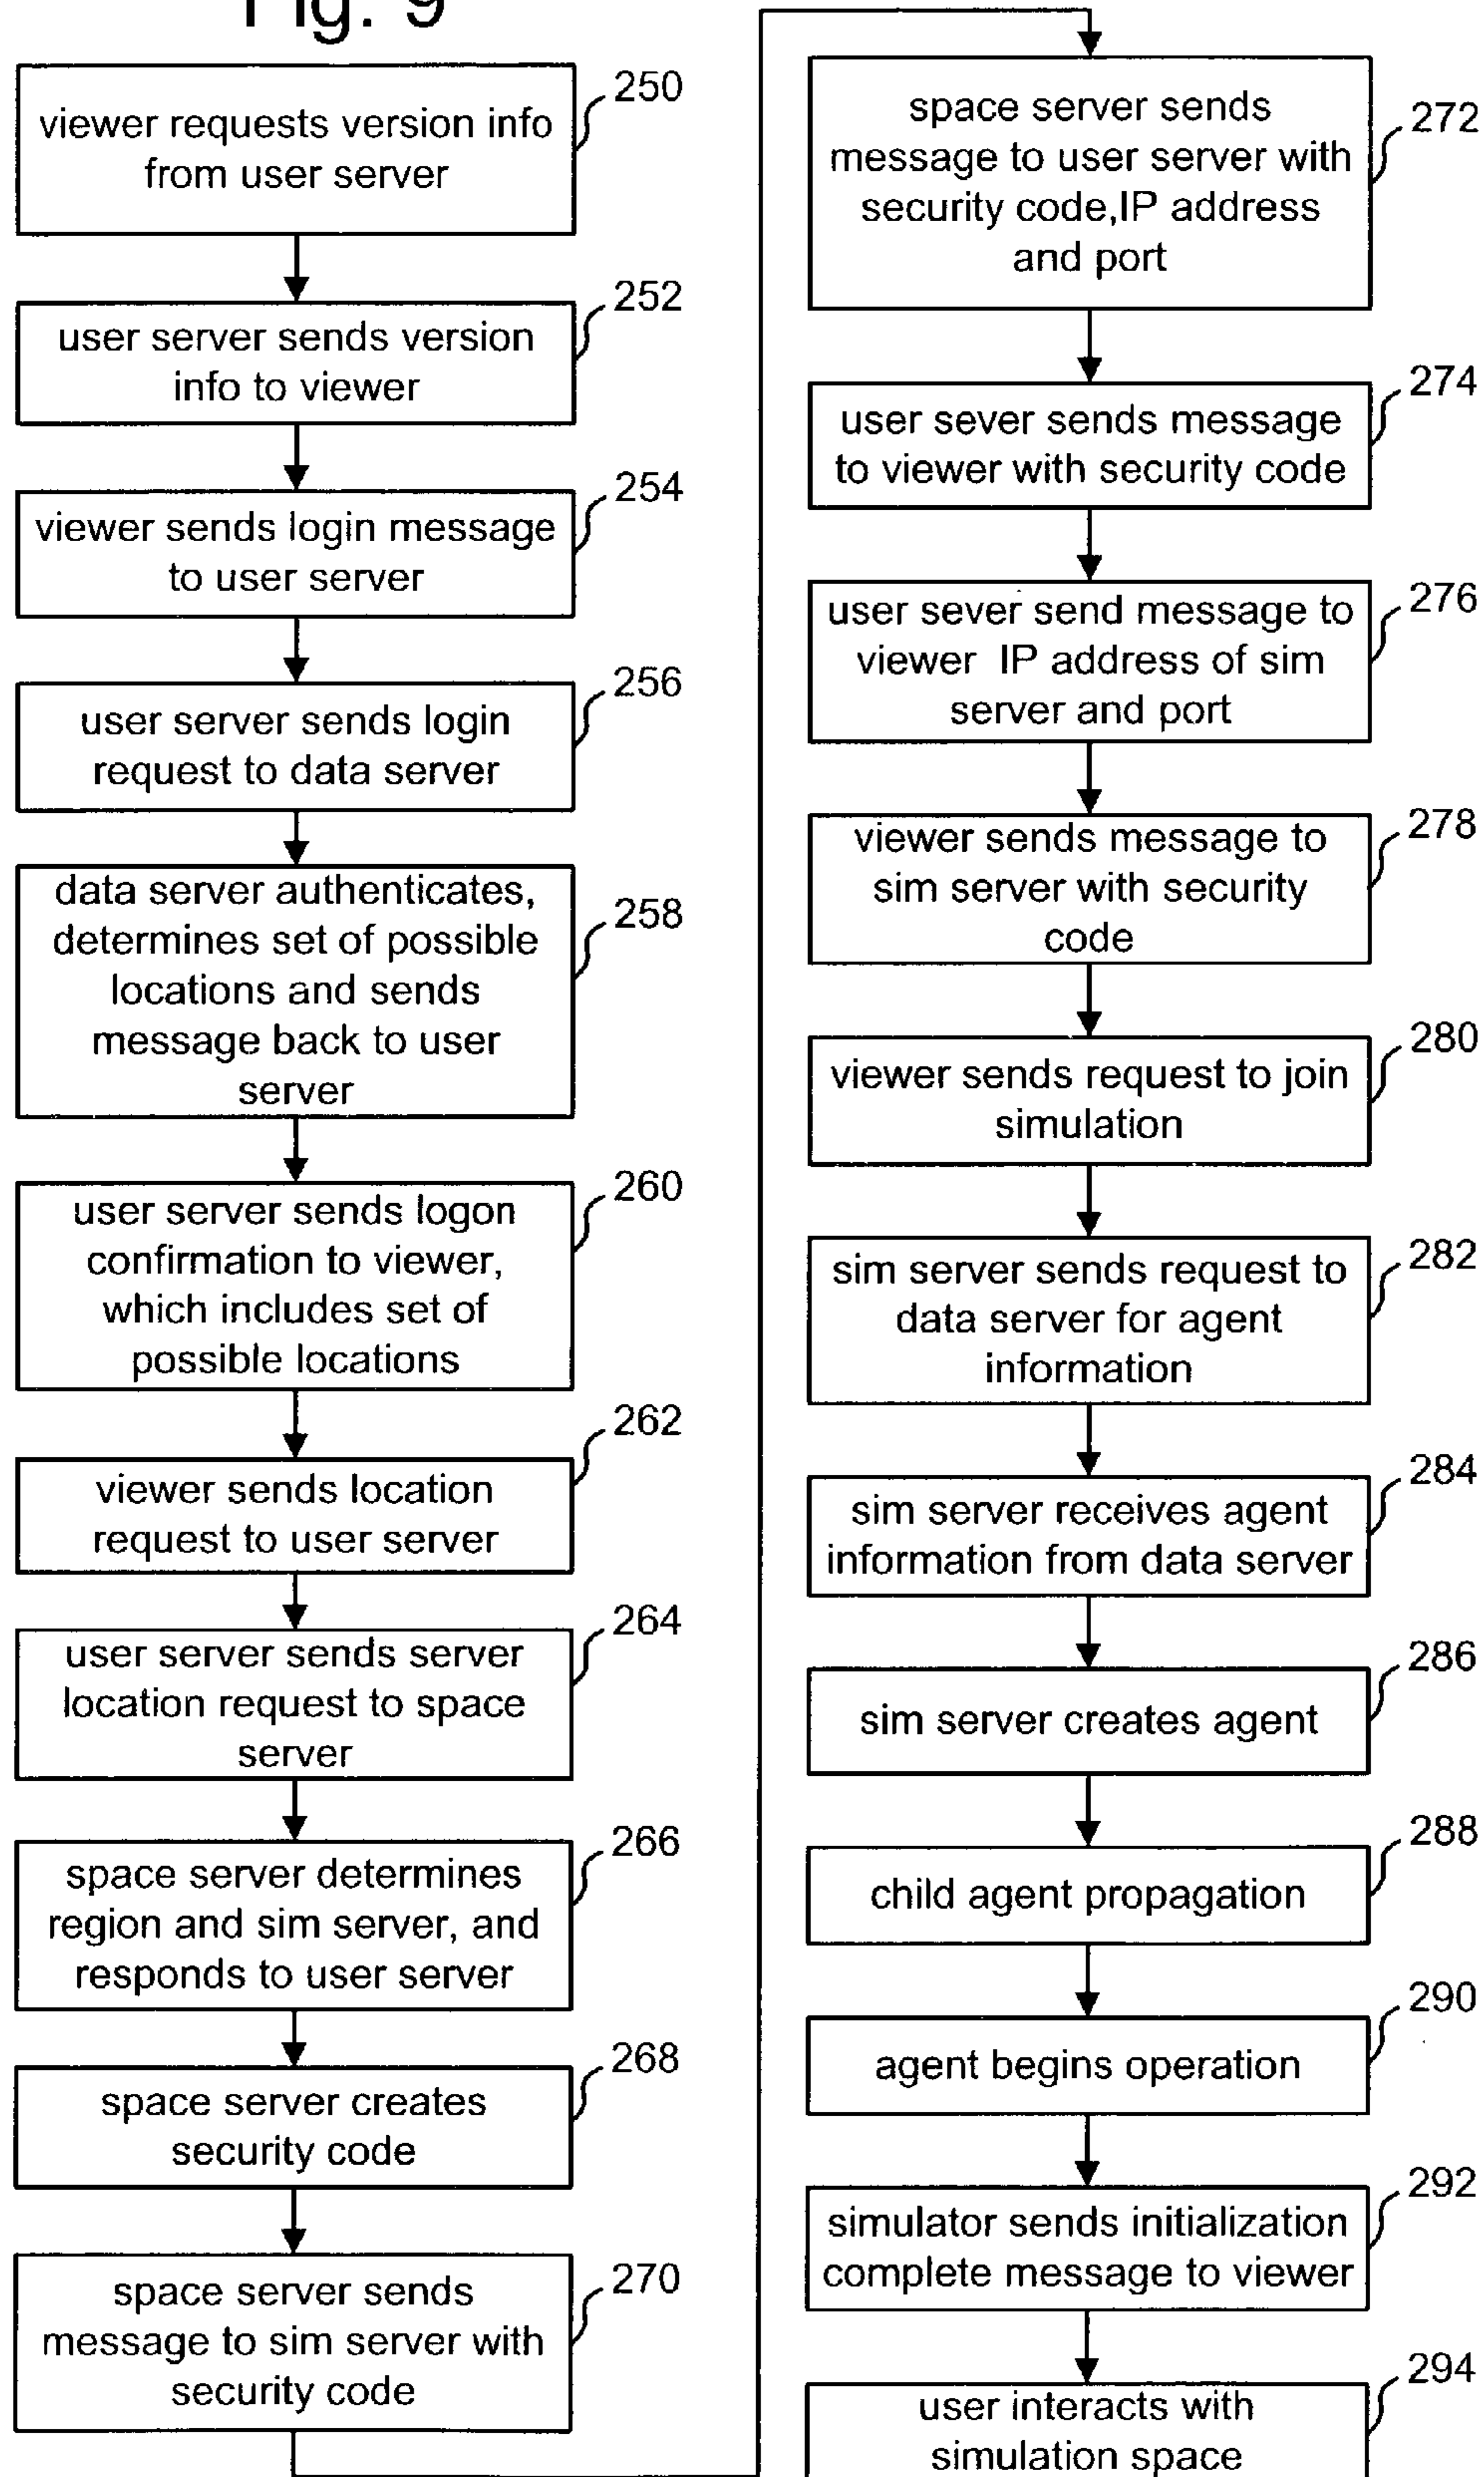 Fig. 9
viewer requests version info
from user server
250
user server sends version
info to viewer
252
viewer sends login message
to user server
254
user server sends login
request to data server
256
data server authenticates,
determines set of possible
locations and sends
message back to user
server
258
user server sends logon
confirmation to viewer,
which includes set of
possible locations
260
viewer sends location
request to user server
262
user server sends server
location request to space
server
264
space server determines
region and sim server, and
responds to user server
266
space server creates
security code
268
space server sends
message to sim server with
security code
270
space server sends
message to user server with
security code,IP address
and port
272
user sever sends message
to viewer with security code
274
user sever send message to
viewer IP address of sim
server and port
276
viewer sends message to
sim server with security
code
278
viewer sends request to join
simulation
280
sim server sends request to
data server for agent
information
282
sim server receives agent
information from data server
284
sim server creates agent
286
child agent propagation
288
agent begins operation
290
simulator sends initialization
complete message to viewer
292
user interacts with
simulation space
294